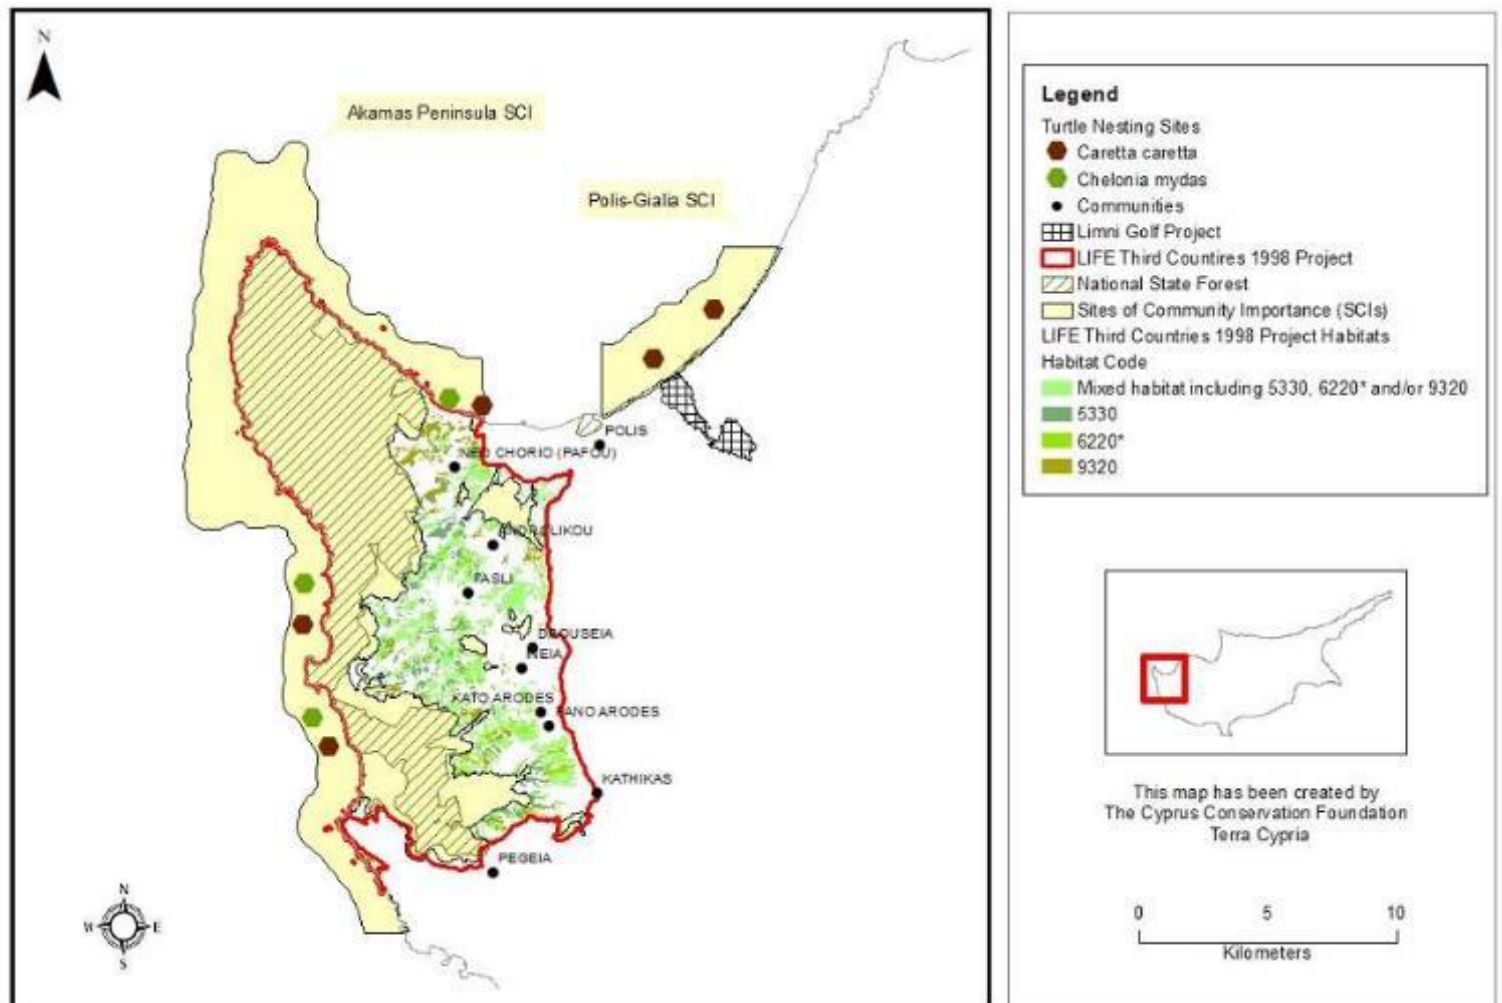 N
Akamas Peninsula SCI
Polis-Gialia SCI
POLIS
NEO CHORIO (PAFOU)
ANDROLIKOU
FASLI
DROUSEIA
INEIA
KATO ARODES
PANO ARODES
KATHIKAS
PEGEIA
N
W E
S
Legend
Turtle Nesting Sites
Caretta caretta
Chelonia mydas
Communities
Limni Golf Project
LIFE Third Countires 1998 Project
National State Forest
Sites of Community Importance (SCIs)
LIFE Third Countries 1998 Project Habitats
Habitat Code
Mixed habitat including 5330, 6220* and/or 9320
5330
6220*
9320
This map has been created by
The Cyprus Conservation Foundation
Terra Cypria
0 5 10
Kilometers